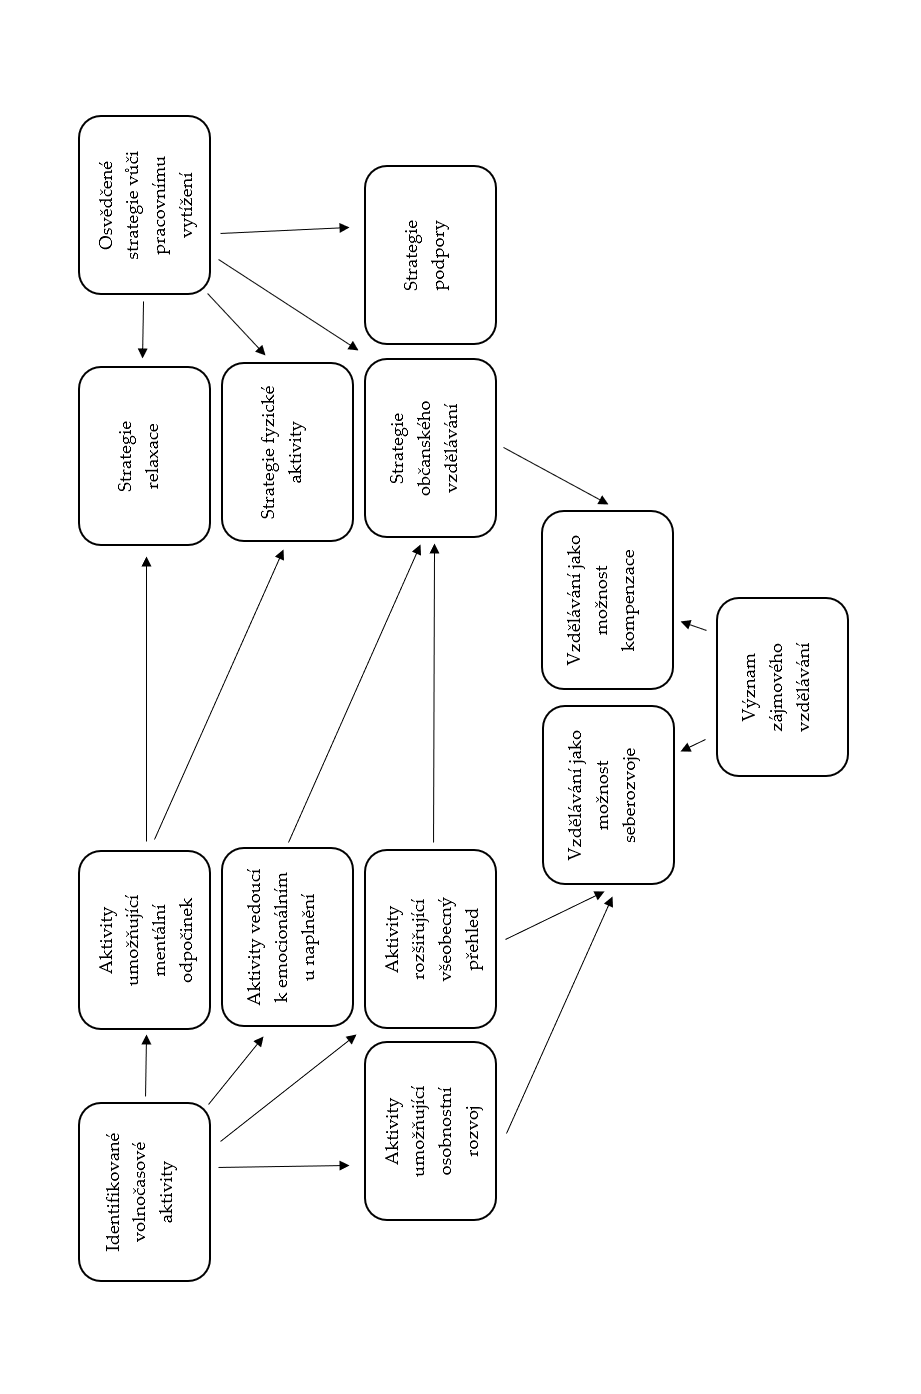 Identifikované
volnočasové
aktivity
Aktivity
umožňující
mentální
odpočinek
Strategie
relaxace
Osvědčené
strategie vůči
pracovnímu
vytížení
Aktivity vedoucí
k emocionálním
u naplnění
Strategie fyzické
aktivity
Aktivity
umožňující
osobnostní
rozvoj
Aktivity
rozšiřující
všeobecný
přehled
Strategie
občanského
vzdělávání
Strategie
podpory
Vzdělávání jako
možnost
seberozvoje
Vzdělávání jako
možnost
kompenzace
Význam
zájmového
vzdělávání